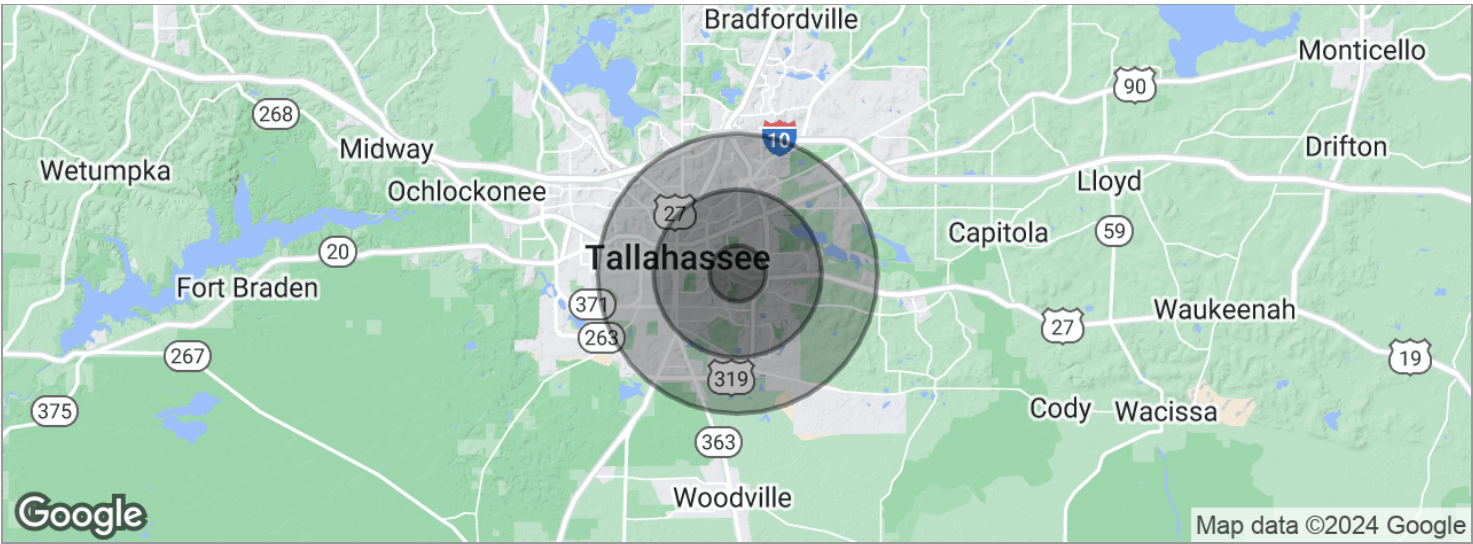 Bradfordville
Monticello
90
268
10
Midway
Drifton
Wetumpka
Ochlockonee
Lloyd
27
Capitola
59
20
Tallahassee
Fort Braden
371
Waukeenah
27
263
267
19
319
375
Cody
Wacissa
363
Woodville
Google
Map data ©2024 Google